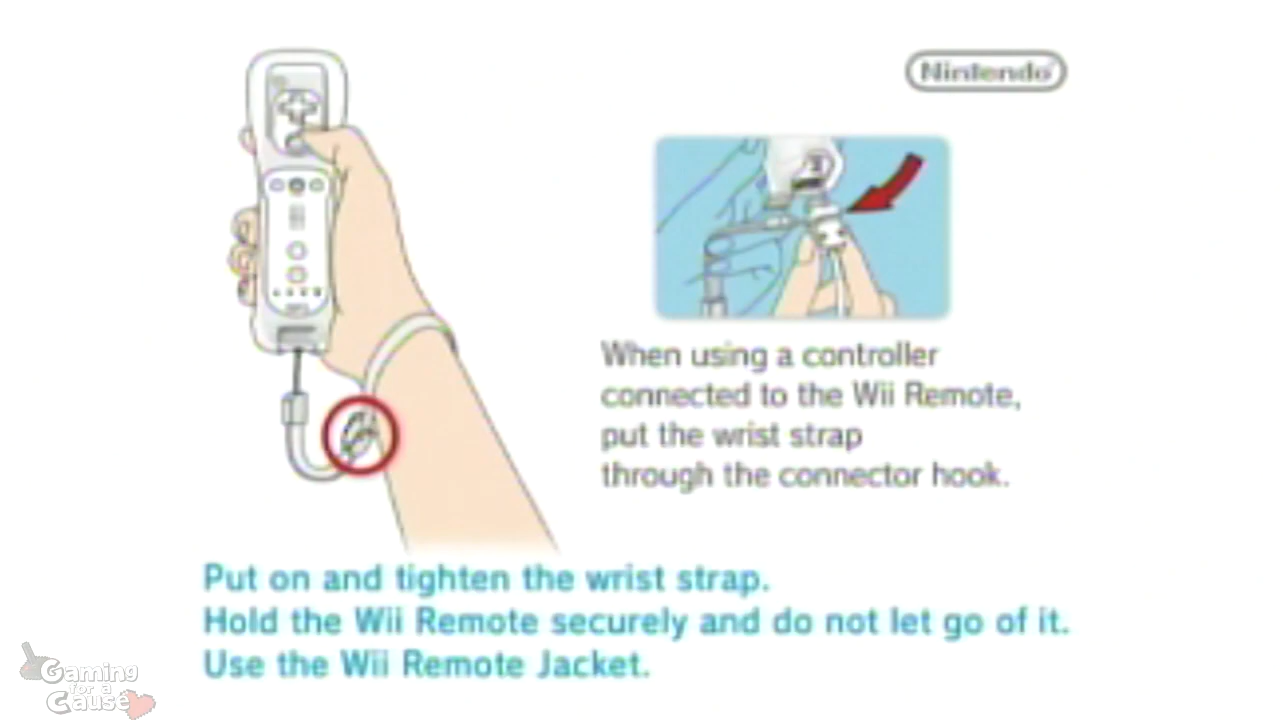 Nintendo
When using a controller
connected to the Wii Remote,
put the wrist strap
through the connector hook.
Put on and tighten the wrist strap.
Hold the Wii Remote securely and do not let go of it.
Use the Wii Remote Jacket.
Gaming
for a
Cause